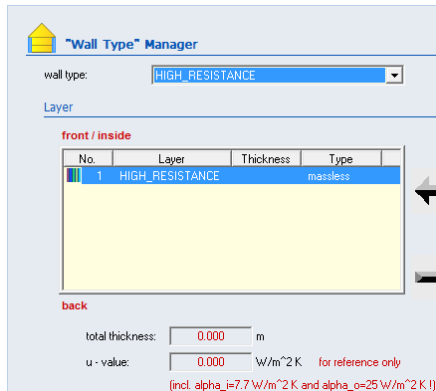 "Wall Type" Manager
wall type: HIGH_RESISTANCE
Layer
front / inside
No. Layer Thickness Type
1 HIGH_RESISTANCE massless
back
total thickness: 0.000 m
u - value: 0.000 W/m^2 K for reference only
(incl. alpha_i=7.7 W/m^2 K and alpha_o=25 W/m^2 K !)